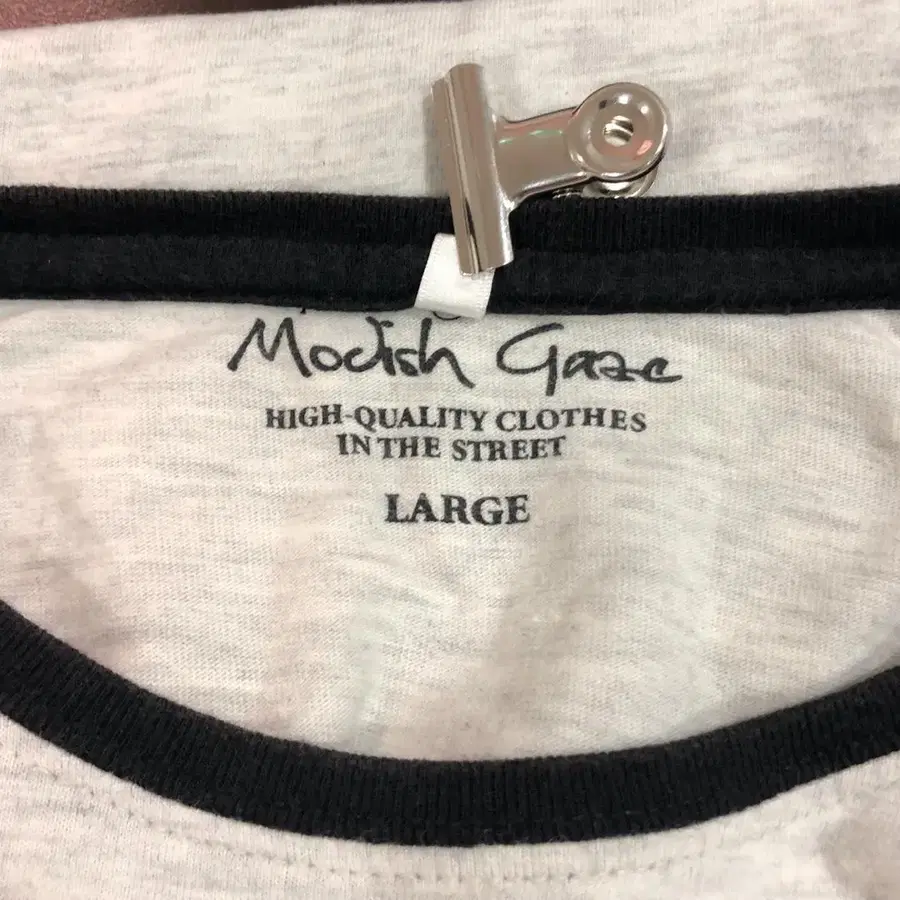 Modish Gaze
HIGH-QUALITY CLOTHES
IN THE STREET
LARGE